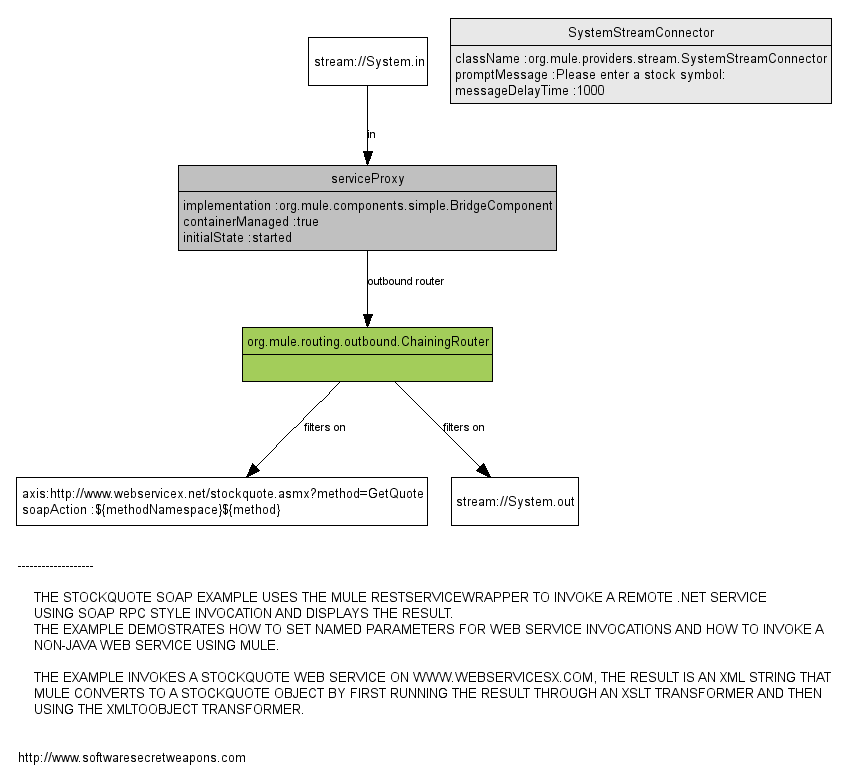 SystemStreamConnector
className :org.mule.providers.stream.SystemStreamConnector
promptMessage :Please enter a stock symbol:
messageDelayTime :1000
stream://System.in
in
serviceProxy
implementation :org.mule.components.simple.BridgeComponent
containerManaged :true
initialState :started
outbound router
org.mule.routing.outbound.ChainingRouter
filters on
filters on
axis:http://www.webservicex.net/stockquote.asmx?method=GetQuote
soapAction :${methodNamespace}${method}
stream://System.out
-------------------
THE STOCKQUOTE SOAP EXAMPLE USES THE MULE RESTSERVICEWRAPPER TO INVOKE A REMOTE .NET SERVICE
USING SOAP RPC STYLE INVOCATION AND DISPLAYS THE RESULT.
THE EXAMPLE DEMOSTRATES HOW TO SET NAMED PARAMETERS FOR WEB SERVICE INVOCATIONS AND HOW TO INVOKE A
NON-JAVA WEB SERVICE USING MULE.
THE EXAMPLE INVOKES A STOCKQUOTE WEB SERVICE ON WWW.WEBSERVICESX.COM, THE RESULT IS AN XML STRING THAT
MULE CONVERTS TO A STOCKQUOTE OBJECT BY FIRST RUNNING THE RESULT THROUGH AN XSLT TRANSFORMER AND THEN
USING THE XMLTOOBJECT TRANSFORMER.
http://www.softwaresecretweapons.com